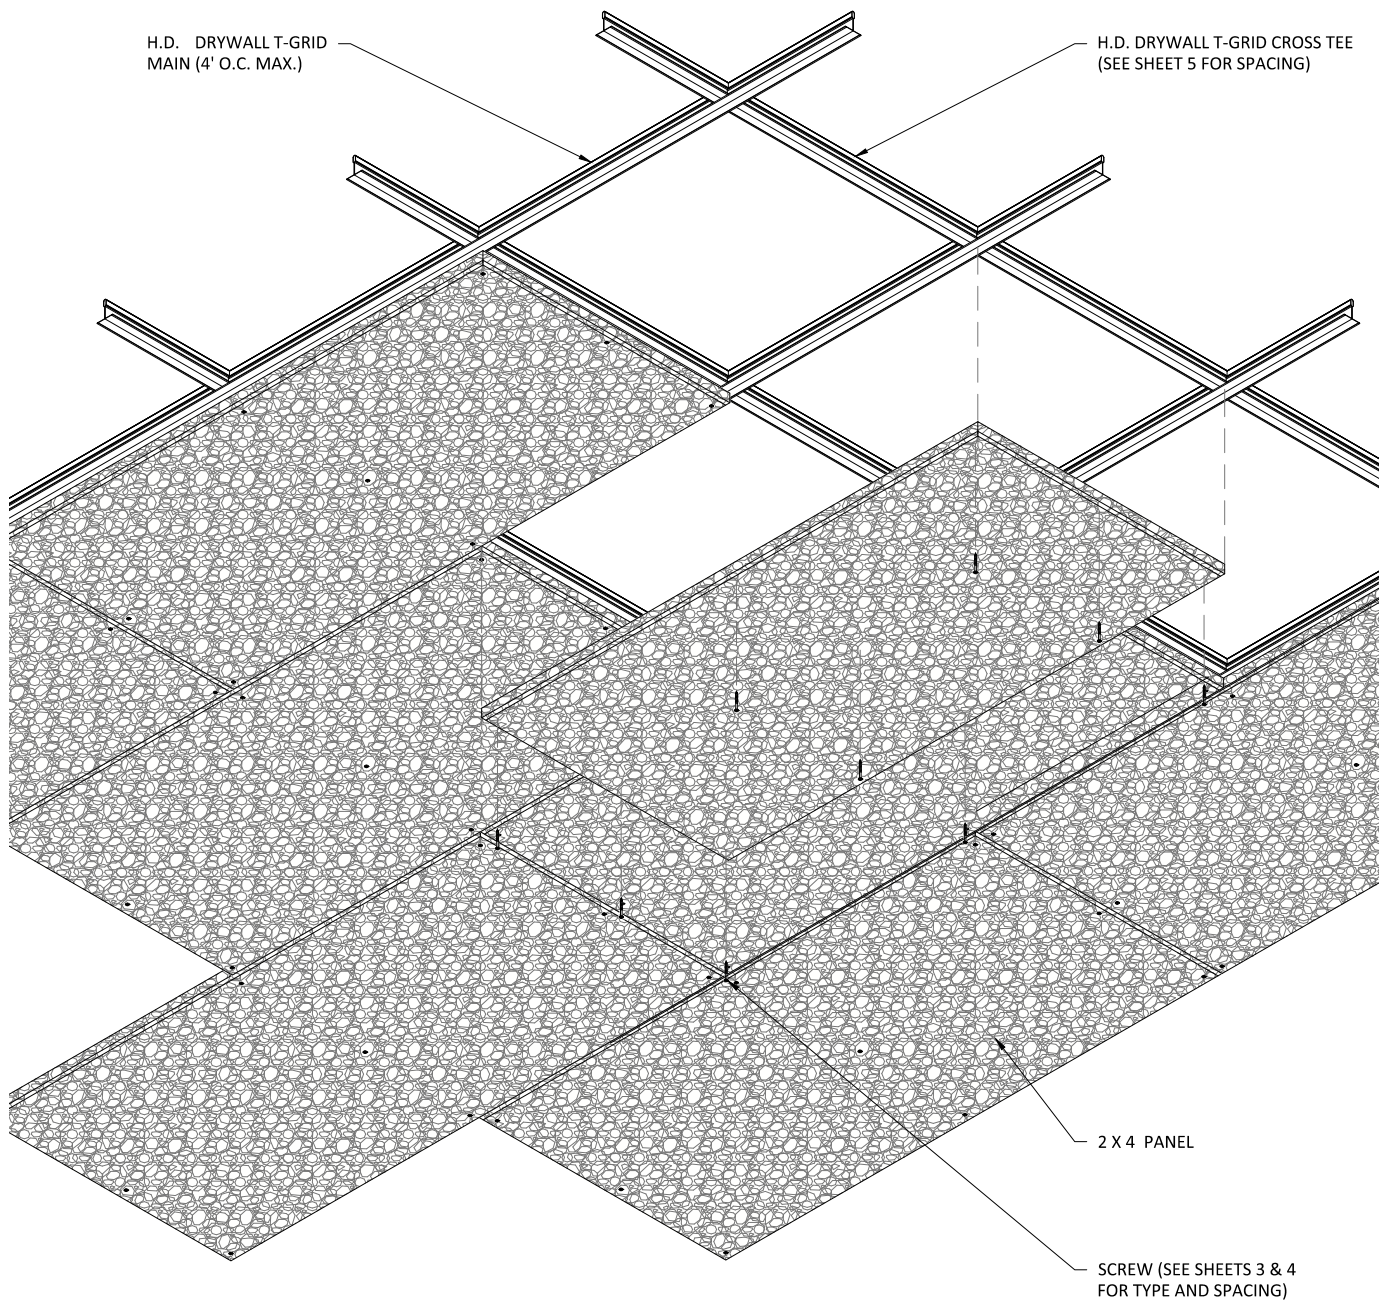 H.D. DRYWALL T-GRID
MAIN (4' O.C. MAX.)
H.D. DRYWALL T-GRID CROSS TEE
(SEE SHEET 5 FOR SPACING)
2 X 4 PANEL
SCREW (SEE SHEETS 3 & 4
FOR TYPE AND SPACING)